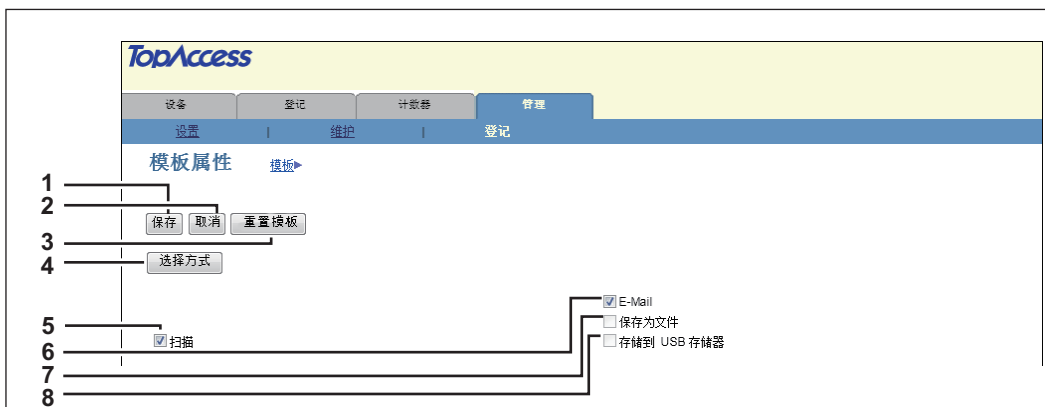 TopAccess
设备 登记 计数器 管理
设置 | 维护 | 登记
模板属性 模板
1
2
保存 取消 重置模板
3
4 选择方式
E-Mail
5 保存为文件
扫描 存储到 USB 存储器
6
7
8